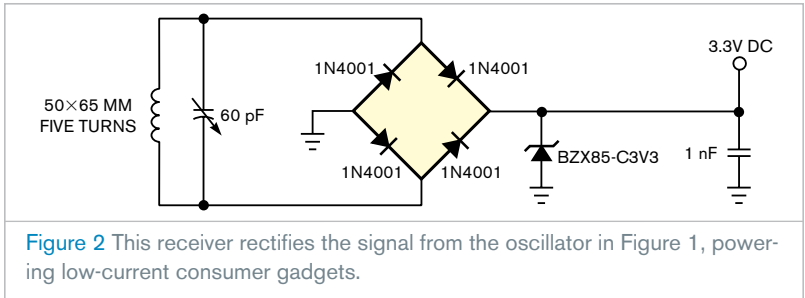 3.3V DC
1N4001
1N4001
50×65 MM
FIVE TURNS
60 pF
1N4001
1N4001
BZX85-C3V3
1 nF
Figure 2 This receiver rectifies the signal from the oscillator in Figure 1, power-
ing low-current consumer gadgets.